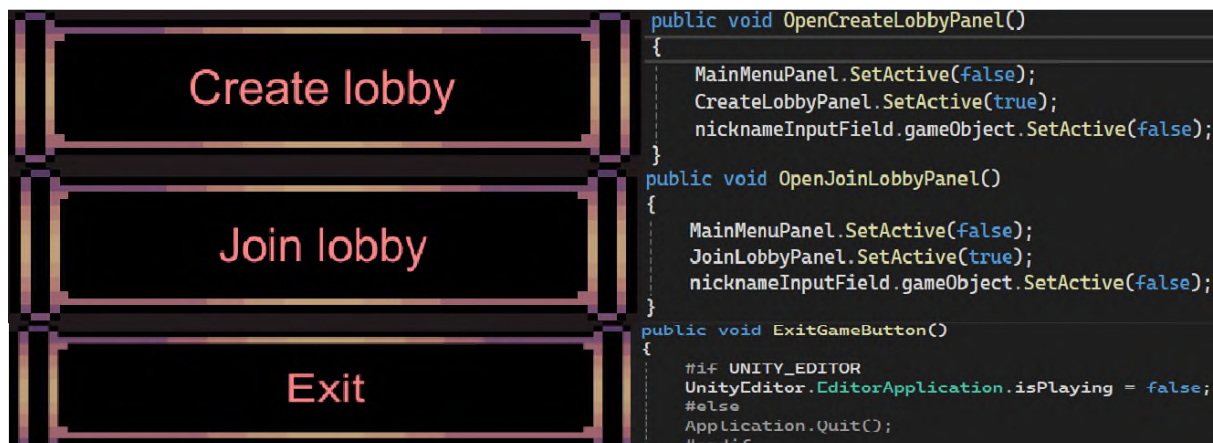 Create lobby
public void OpenCreateLobbyPanel()
{
MainMenuPanel.SetActive(false);
CreateLobbyPanel.SetActive(true);
nicknameInputField.gameObject.SetActive(false);
}
Join lobby
public void OpenJoinLobbyPanel()
{
MainMenuPanel.SetActive(false);
JoinLobbyPanel.SetActive(true);
nicknameInputField.gameObject.SetActive(false);
}
Exit
public void ExitGameButton()
{
#if UNITY_EDITOR
UnityEditor.EditorApplication.isPlaying = false;
#else
Application.Quit();